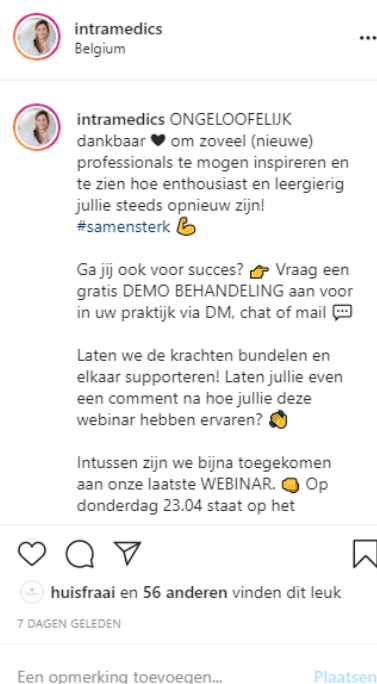 intramedics
Belgium
intramedics ONGELOOFELIJK
dankbaar 🖤 om zoveel (nieuwe)
professionals te mogen inspireren en
te zien hoe enthousiast en leergierig
jullie steeds opnieuw zijn!
#samensterk 💪
Ga jij ook voor succes? 👉 Vraag een
gratis DEMO BEHANDELING aan voor
in uw praktijk via DM, chat of mail 💬
Laten we de krachten bundelen en
elkaar supporteren! Laten jullie even
een comment na hoe jullie deze
webinar hebben ervaren? 👏
Intussen zijn we bijna toegekomen
aan onze laatste WEBINAR. 👊 Op
donderdag 23.04 staat op het
huisfraai en 56 anderen vinden dit leuk
7 DAGEN GELEDEN
Een opmerking toevoegen... Plaatsen